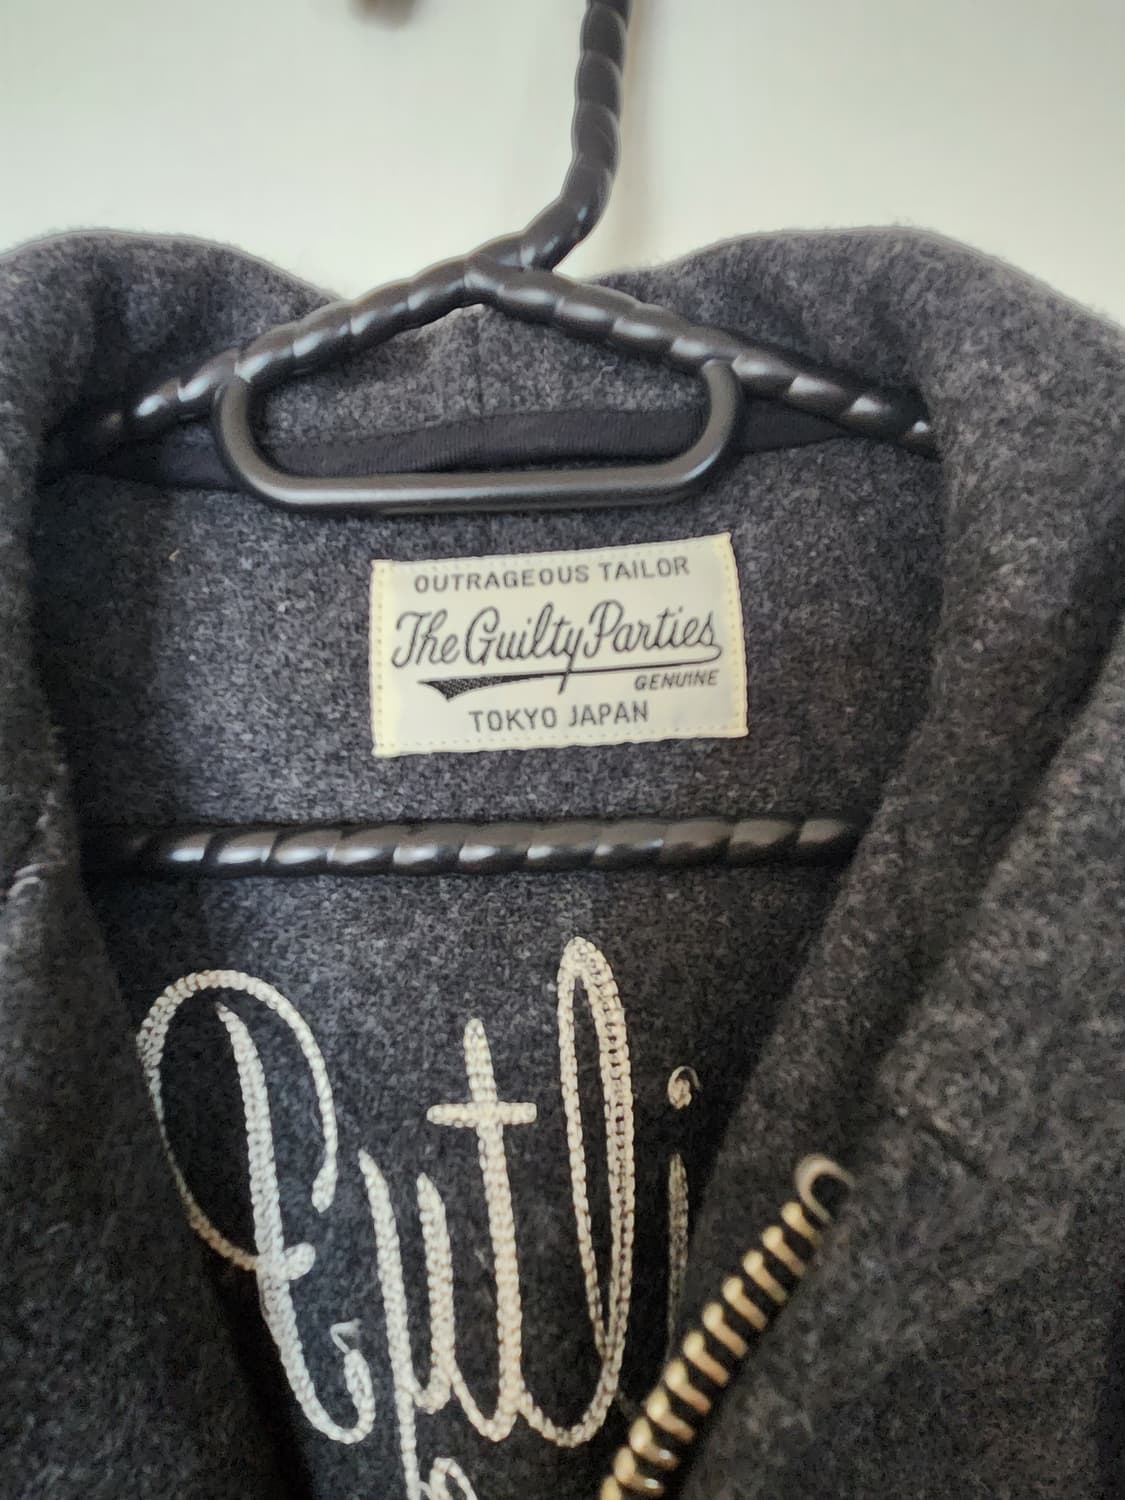 OUTRAGEOUS TAILOR
The Guilty Parties
GENUINE
TOKYO JAPAN